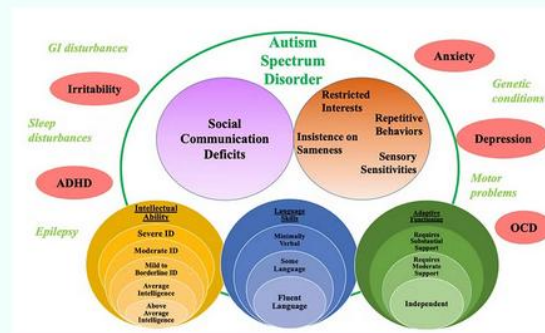 GI disturbances
Irritability
Sleep
disturbances
ADHD
Epilepsy
Autism
Spectrum
Disorder
Social
Communication
Deficits
Restricted
Interests
Repetitive
Behaviors
Insistence on
Sameness
Sensory
Sensitivities
Anxiety
Genetic
conditions
Depression
Motor
problems
OCD
Intellectual
Ability
Severe ID
Moderate ID
Mild to
Borderline ID
Average
Intelligence
Above
Average
Intelligence
Language
Skills
Minimally
Verbal
Some
Language
Fluent
Language
Adaptive
Functioning
Requires
Substantial
Support
Requires
Moderate
Support
Independent